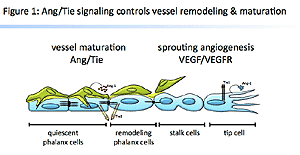 Figure 1: Ang/Tie signaling controls vessel remodeling & maturation
vessel maturation
Ang/Tie
sprouting angiogenesis
VEGF/VEGFR
quiescent
phalanx cells
remodeling
phalanx cells
stalk cells
tip cell